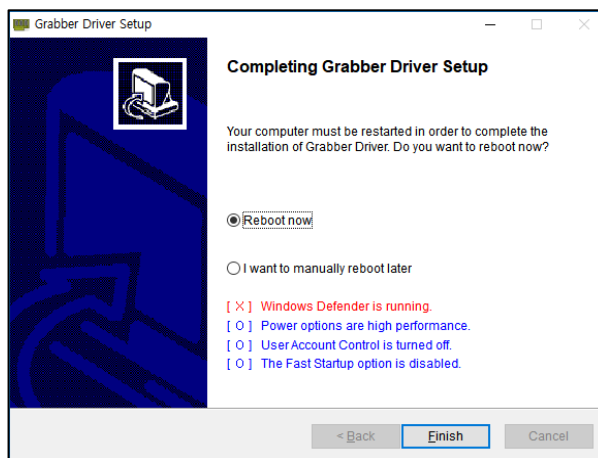 Grabber Driver Setup
Completing Grabber Driver Setup
Your computer must be restarted in order to complete the
installation of Grabber Driver. Do you want to reboot now?
Reboot now
I want to manually reboot later
[ X ] Windows Defender is running.
[ O ] Power options are high performance.
[ O ] User Account Control is turned off.
[ O ] The Fast Startup option is disabled.
< Back Finish Cancel